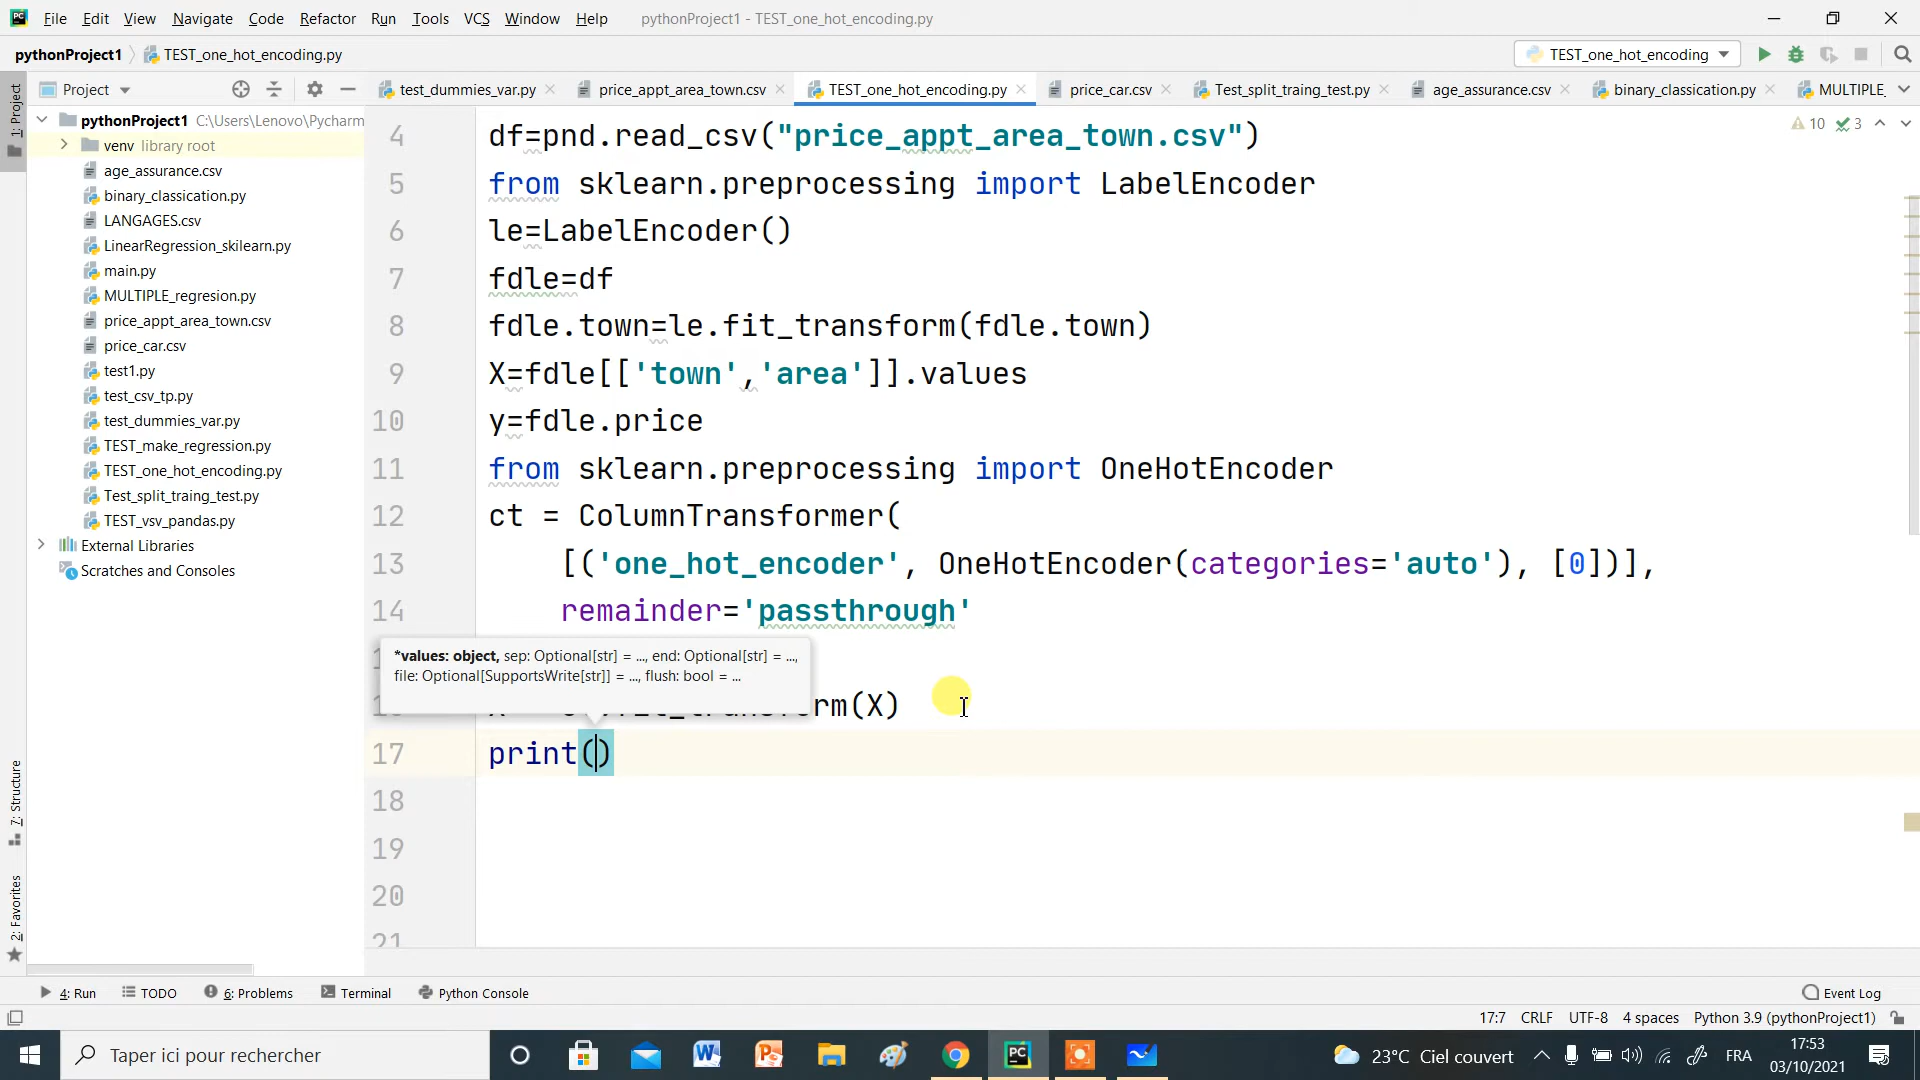 File Edit View Navigate Code Refactor Run Tools VCS Window Help pythonProject1 - TEST_one_hot_encoding.py
pythonProject1 TEST_one_hot_encoding.py TEST_one_hot_encoding
Project test_dummies_var.py price_appt_area_town.csv TEST_one_hot_encoding.py price_car.csv Test_split_traing_test.py age_assurance.csv binary_classication.py MULTIPLE_
1: Project
7: Structure
2: Favorites
pythonProject1 C:\Users\Lenovo\Pycharm
venv library root
age_assurance.csv
binary_classication.py
LANGAGES.csv
LinearRegression_skilearn.py
main.py
MULTIPLE_regresion.py
price_appt_area_town.csv
price_car.csv
test1.py
test_csv_tp.py
test_dummies_var.py
TEST_make_regression.py
TEST_one_hot_encoding.py
Test_split_traing_test.py
TEST_vsv_pandas.py
External Libraries
Scratches and Consoles
10 3
4 df=pnd.read_csv("price_appt_area_town.csv")
5 from sklearn.preprocessing import LabelEncoder
6 le=LabelEncoder()
7 fdle=df
8 fdle.town=le.fit_transform(fdle.town)
9 X=fdle[['town','area']].values
10 y=fdle.price
11 from sklearn.preprocessing import OneHotEncoder
12 ct = ColumnTransformer(
13 [('one_hot_encoder', OneHotEncoder(categories='auto'), [0])],
14 remainder='passthrough'
*values: object, sep: Optional[str] = ..., end: Optional[str] = ...,
file: Optional[SupportsWrite[str]] = ..., flush: bool = ...
rm(X)
17 print()
18
19
20
21
4: Run TODO 6: Problems Terminal Python Console Event Log
17:7 CRLF UTF-8 4 spaces Python 3.9 (pythonProject1)
Taper ici pour rechercher 23°C Ciel couvert FRA 17:53
03/10/2021